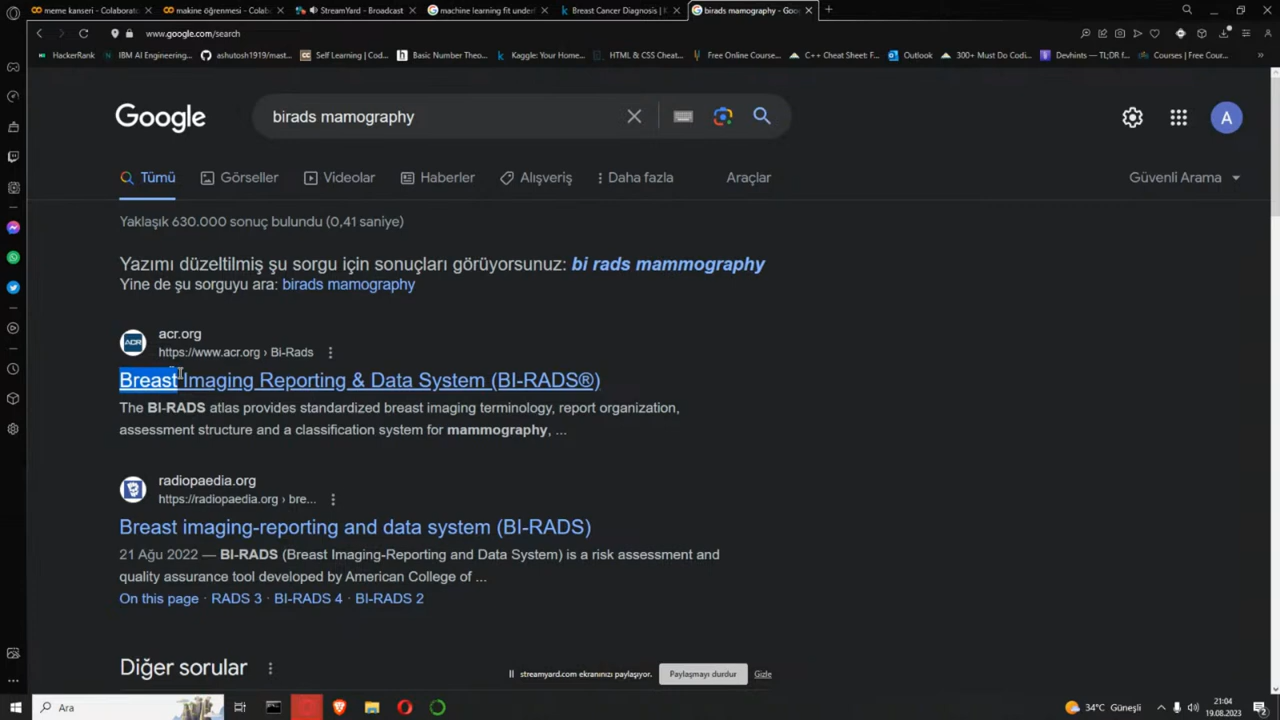 meme kanseri - Colaborato
makine öğrenmesi - Colab
StreamYard - Broadcast
machine learning fit under
Breast Cancer Diagnosis | K
birads mamography - Goo
www.google.com/search
HackerRank
IBM AI Engineering...
ashutosh1919/mast...
Self Learning | Cod...
Basic Number Theo...
Kaggle: Your Home...
HTML & CSS Cheat...
Free Online Course...
C++ Cheat Sheet: F...
Outlook
300+ Must Do Codi...
Devhints — TL;DR f...
Courses | Free Cour...
Google
birads mamography
A
Tümü
Görseller
Videolar
Haberler
Alışveriş
Daha fazla
Araçlar
Güvenli Arama
Yaklaşık 630.000 sonuç bulundu (0,41 saniye)
Yazımı düzeltilmiş şu sorgu için sonuçları görüyorsunuz: bi rads mammography
Yine de şu sorguyu ara: birads mamography
ACR
acr.org
https://www.acr.org › Bi-Rads
Breast Imaging Reporting & Data System (BI-RADS®)
The BI-RADS atlas provides standardized breast imaging terminology, report organization,
assessment structure and a classification system for mammography, ...
radiopaedia.org
https://radiopaedia.org › bre...
Breast imaging-reporting and data system (BI-RADS)
21 Ağu 2022 — BI-RADS (Breast Imaging-Reporting and Data System) is a risk assessment and
quality assurance tool developed by American College of ...
On this page · RADS 3 · BI-RADS 4 · BI-RADS 2
Diğer sorular
streamyard.com ekranınızı paylaşıyor.
Paylaşmayı durdur
Gizle
Ara
34°C Güneşli
21:04
19.08.2023
2